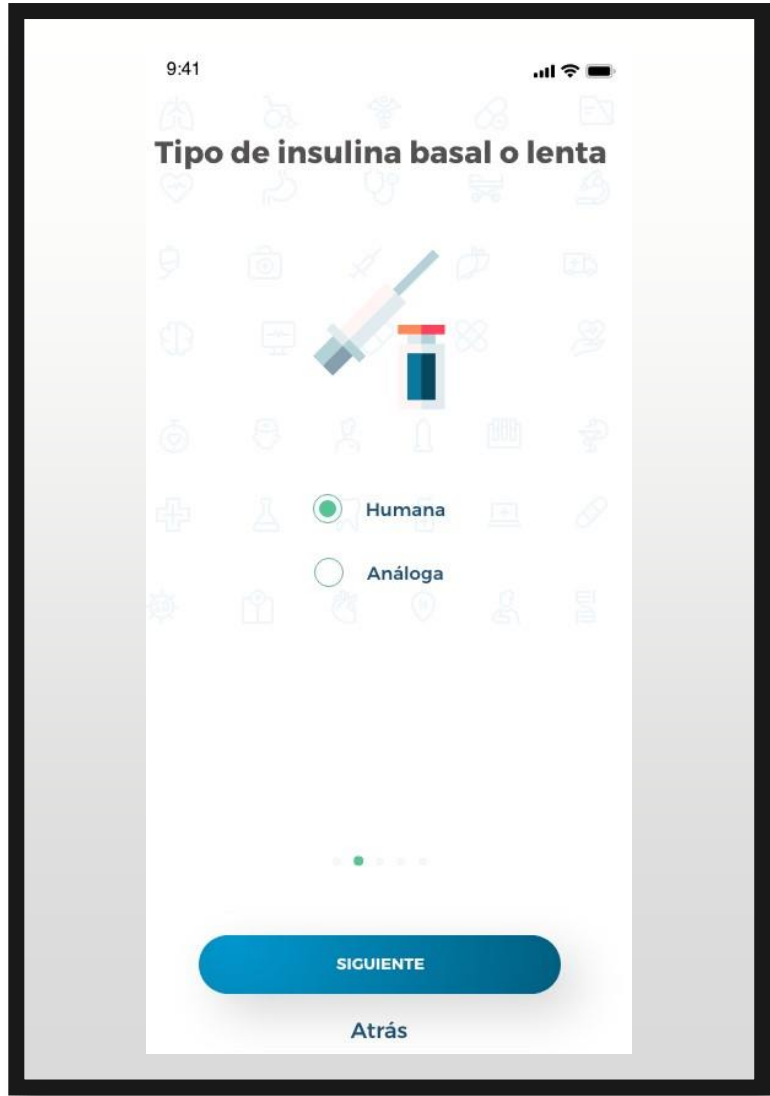 9:41
Tipo de insulina basal o lenta
Humana
Análoga
SIGUIENTE
Atrás